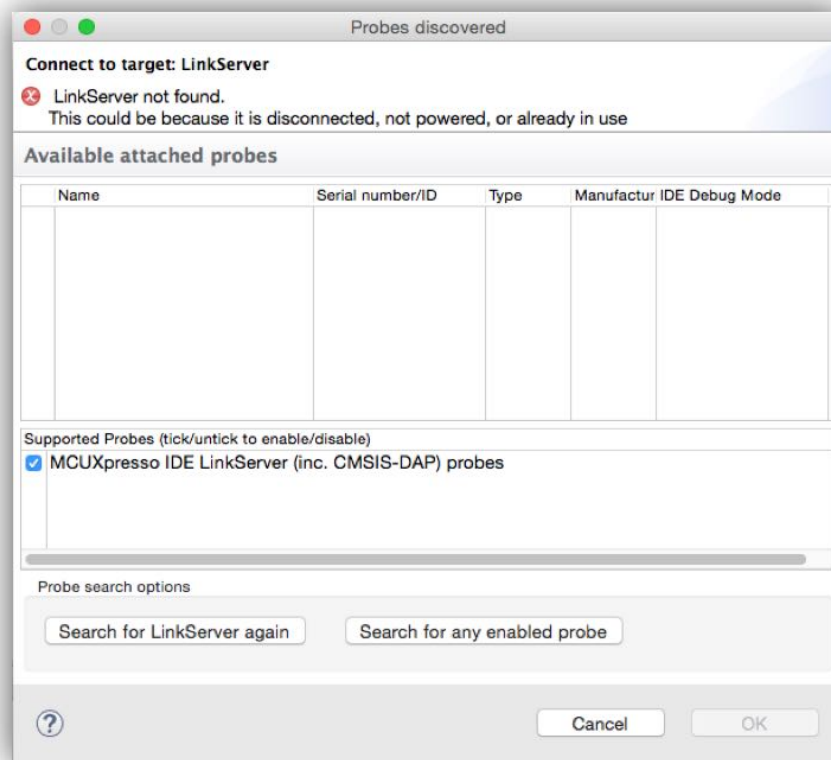 Probes discovered
Connect to target: LinkServer
LinkServer not found.
This could be because it is disconnected, not powered, or already in use
Available attached probes
Name Serial number/ID Type Manufactur IDE Debug Mode
Supported Probes (tick/untick to enable/disable)
MCUXpresso IDE LinkServer (inc. CMSIS-DAP) probes
Probe search options
Search for LinkServer again Search for any enabled probe
? Cancel OK